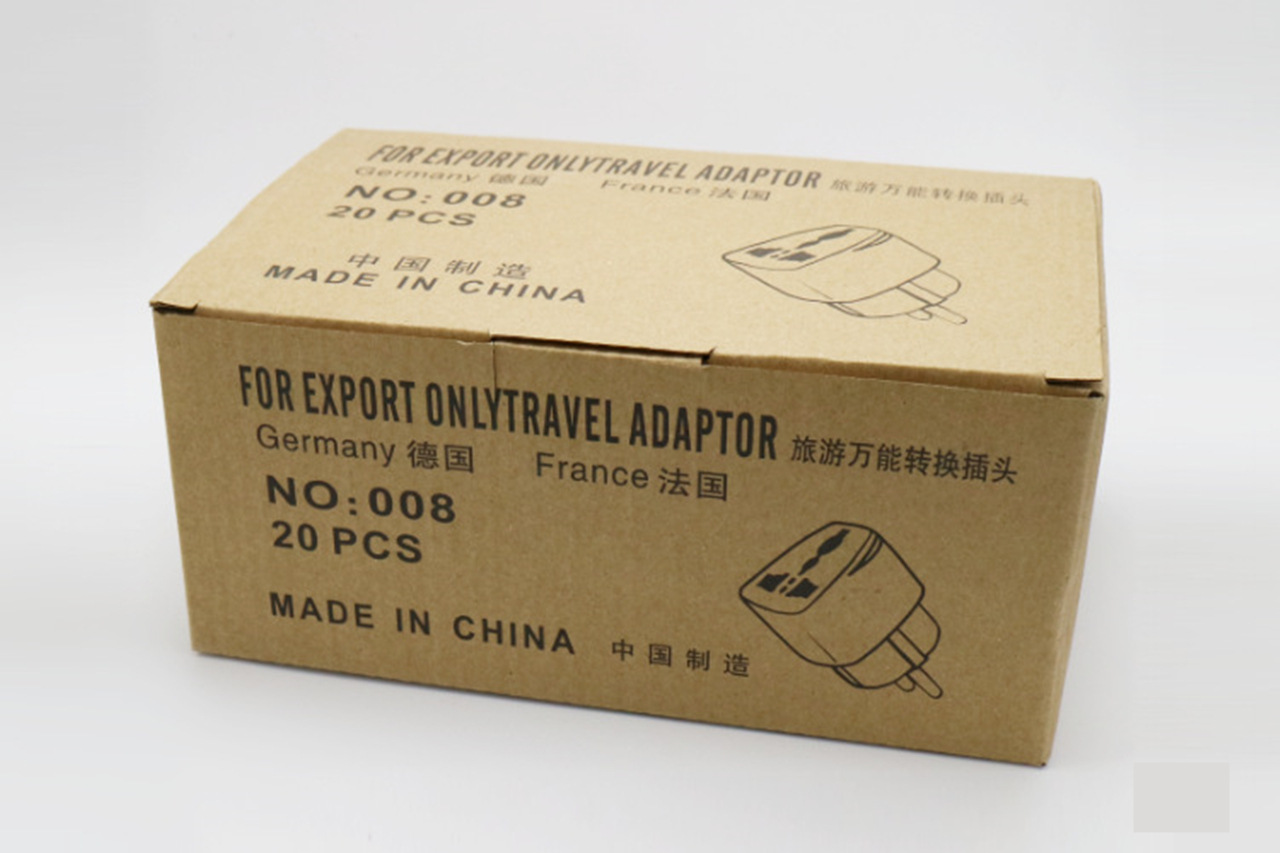 FOR EXPORT ONLYTRAVEL ADAPTOR 旅游万能转换插头
Germany 德国 France 法国
NO:008
20 PCS
中国制造
MADE IN CHINA
FOR EXPORT ONLYTRAVEL ADAPTOR 旅游万能转换插头
Germany 德国 France 法国
NO:008
20 PCS
MADE IN CHINA 中国制造